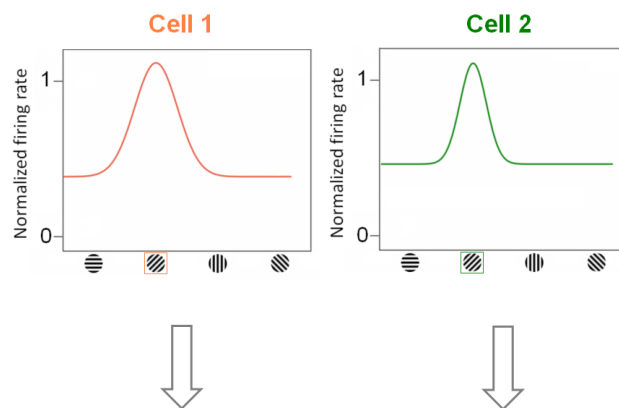 Cell 1
Normalized firing rate
1
0
Cell 2
Normalized firing rate
1
0